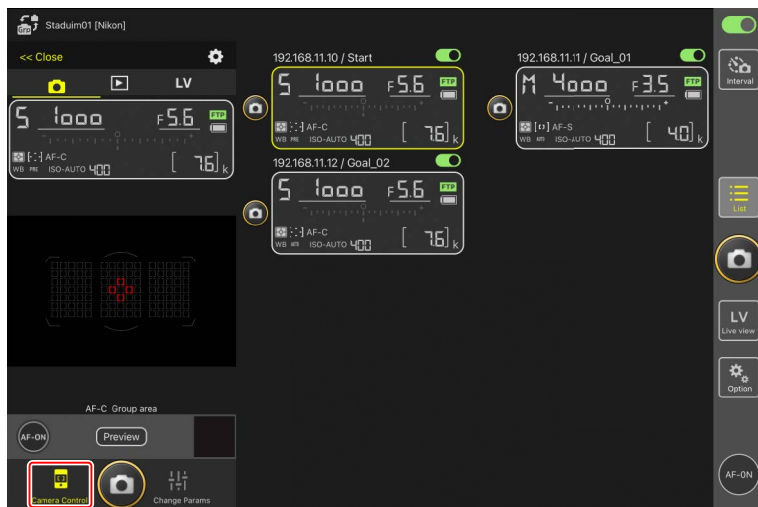 Grp
Staduim01 [Nikon]
<< Close
LV
S 1000 F5.6 FTP
AF-C
WB PRE ISO-AUTO 400 [ 7.6] k
AF-C Group area
AF-ON
Preview
Camera Control
Change Params
192.168.11.10 / Start
S 1000 F5.6 FTP
AF-C
WB PRE ISO-AUTO 400 [ 7.6] k
192.168.11.11 / Goal_01
M 4000 F3.5 FTP
AF-S
WB AUTO ISO-AUTO 400 [ 4.0] k
192.168.11.12 / Goal_02
S 1000 F5.6 FTP
AF-C
WB AUTO ISO-AUTO 400 [ 7.6] k
Interval
List
LV
Live view
Option
AF-ON